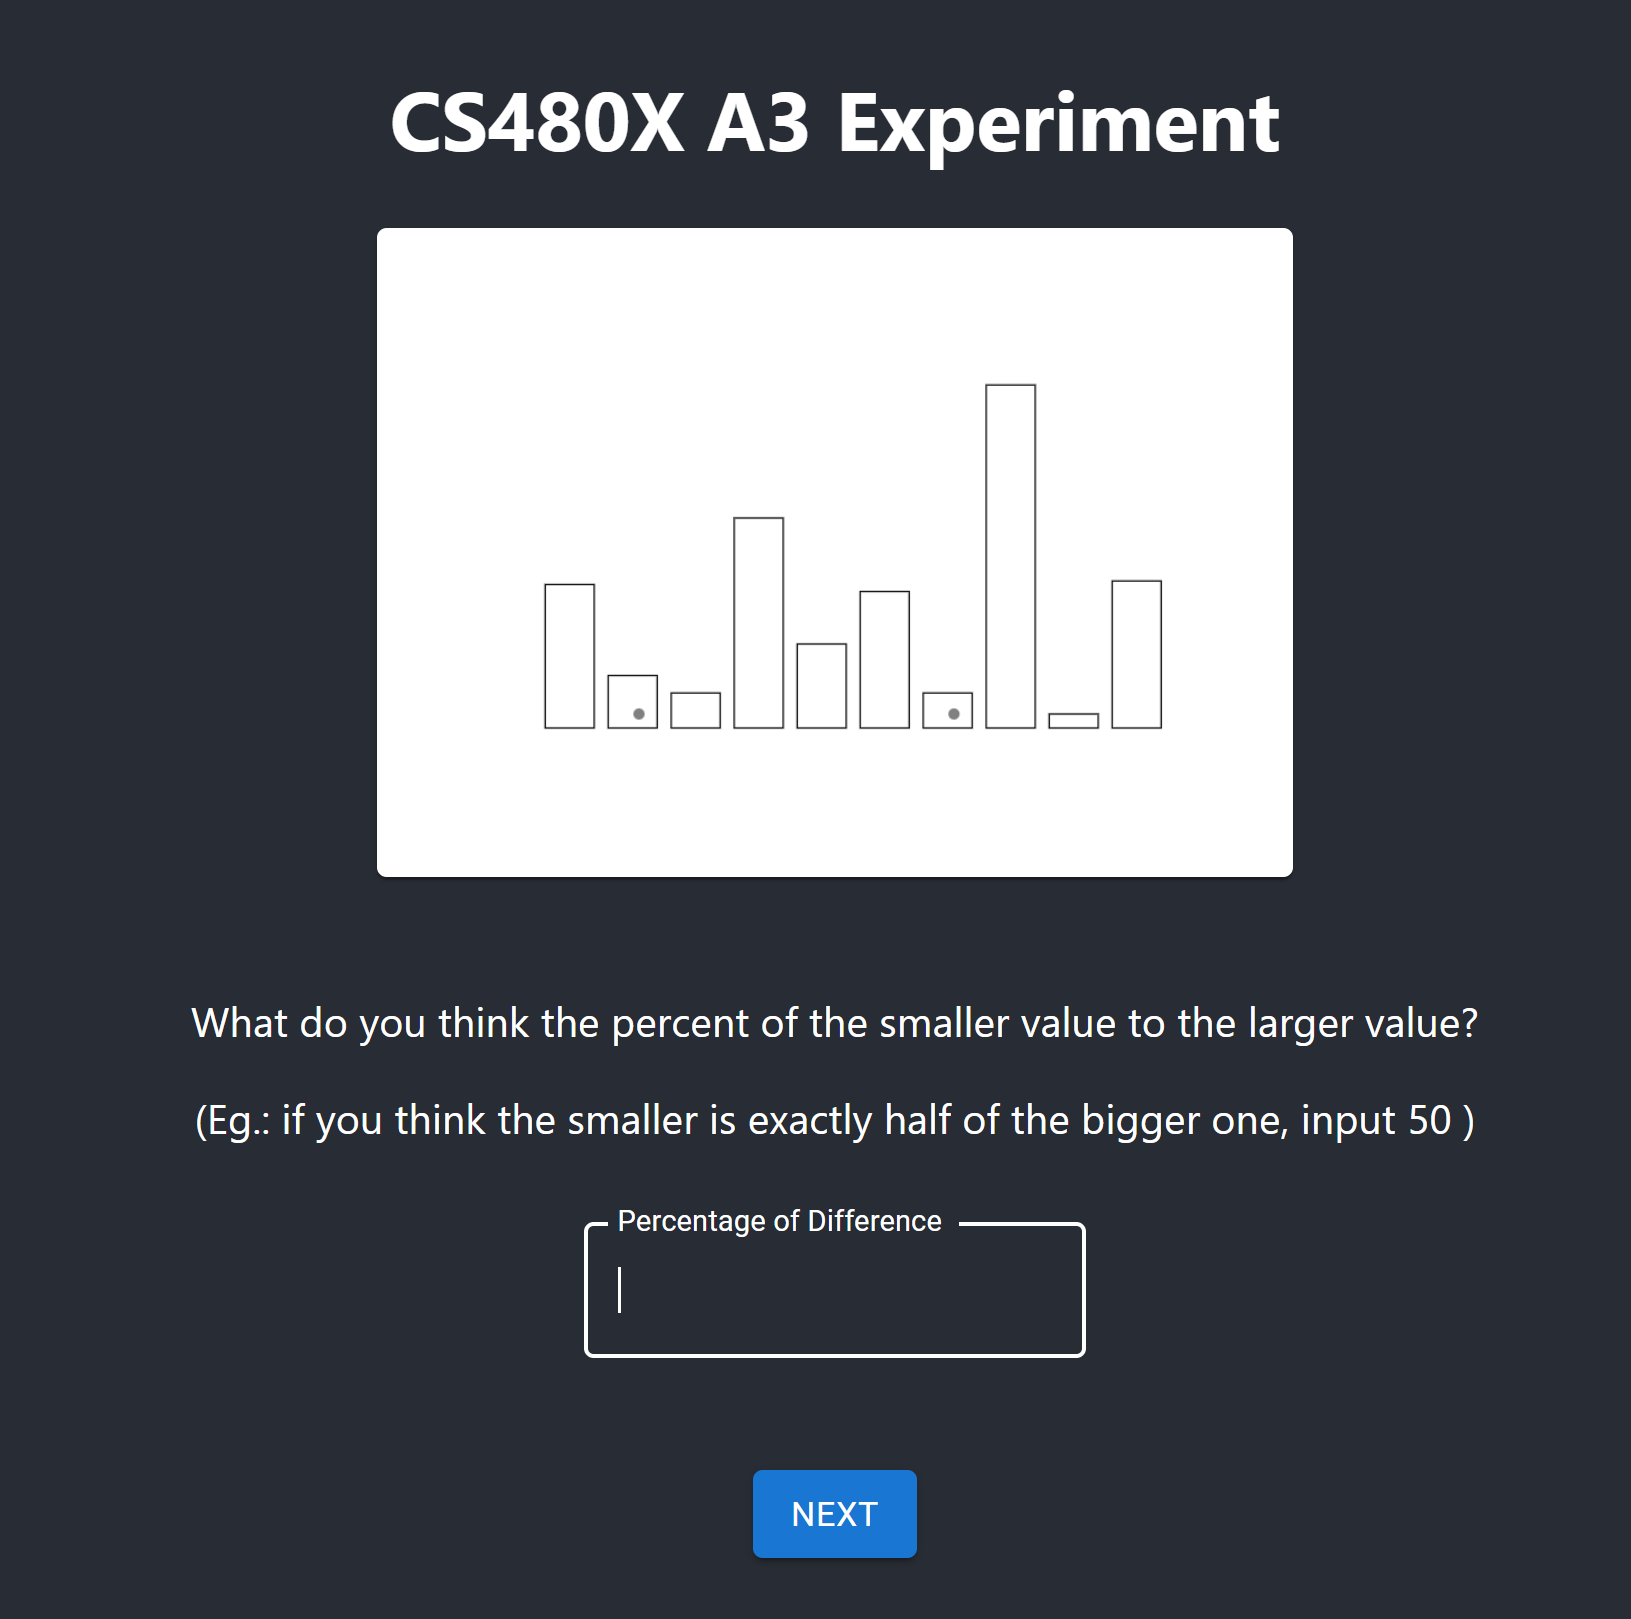 CS480X A3 Experiment
What do you think the percent of the smaller value to the larger value?
(Eg.: if you think the smaller is exactly half of the bigger one, input 50 )
Percentage of Difference
NEXT